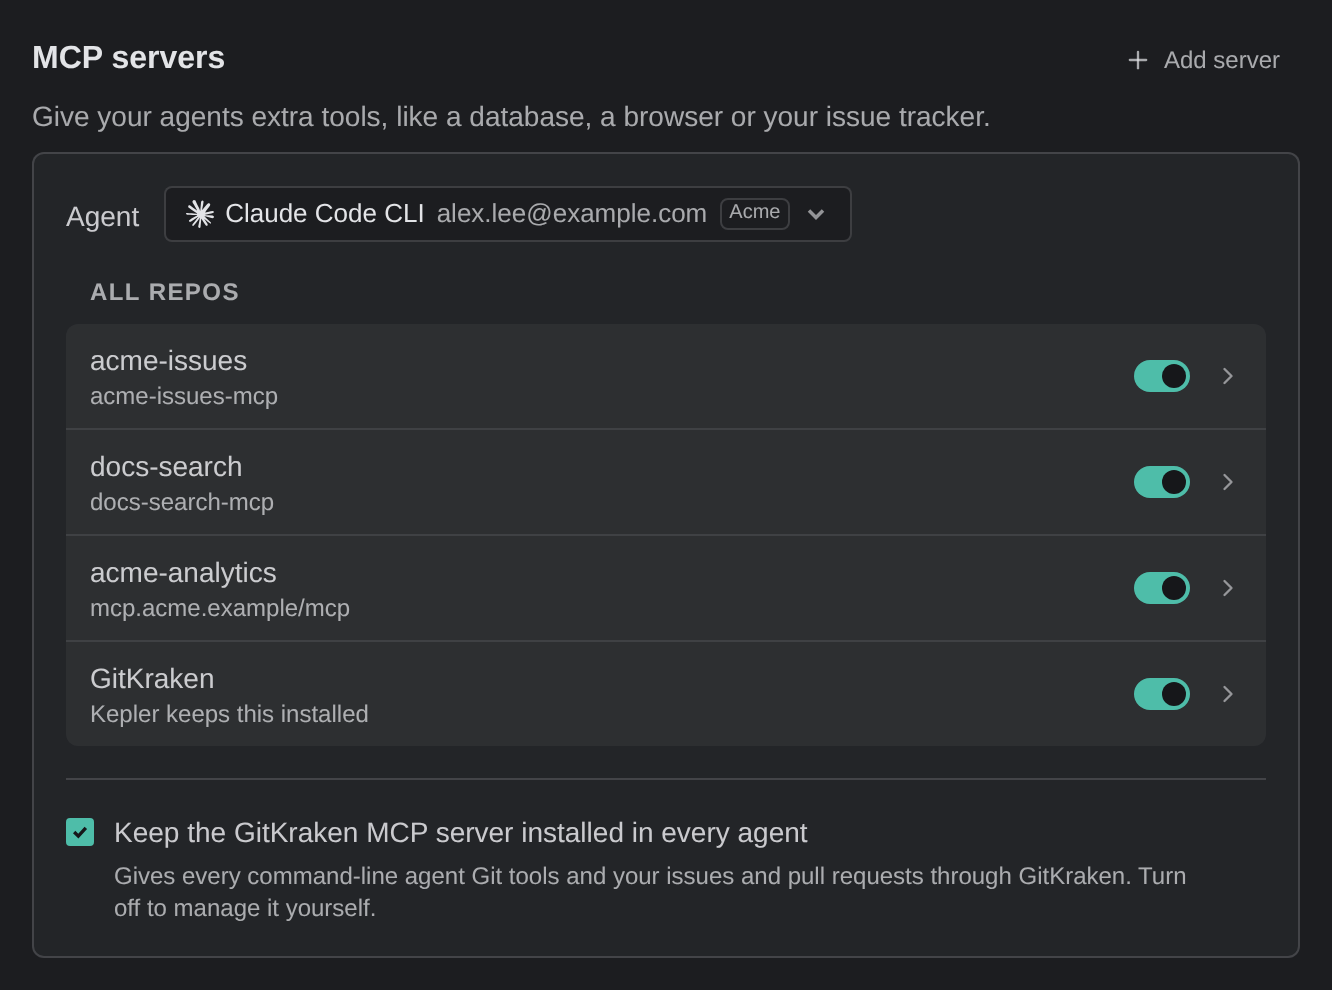 MCP servers
Add server
Give your agents extra tools, like a database, a browser or your issue tracker.
Agent
Claude Code CLI alex.lee@example.com Acme
ALL REPOS
acme-issues
acme-issues-mcp
docs-search
docs-search-mcp
acme-analytics
mcp.acme.example/mcp
GitKraken
Kepler keeps this installed
Keep the GitKraken MCP server installed in every agent
Gives every command-line agent Git tools and your issues and pull requests through GitKraken. Turn
off to manage it yourself.